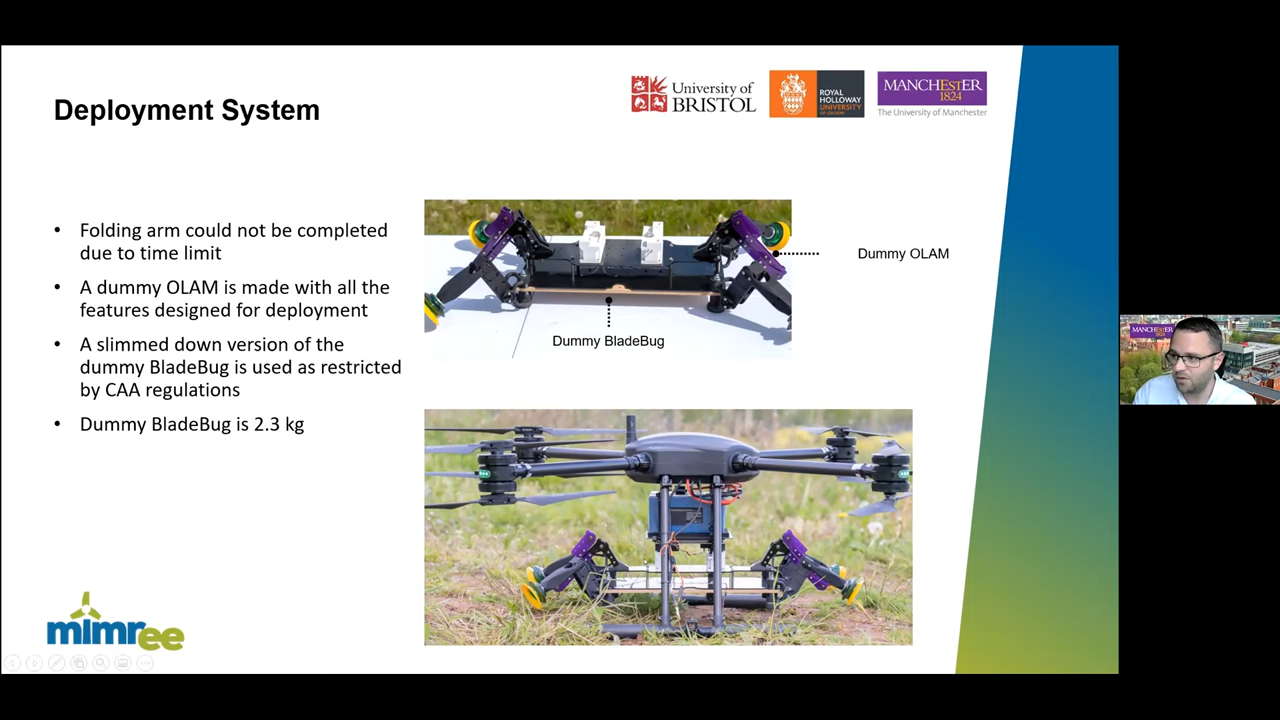 Deployment System
University of
BRISTOL
ROYAL
HOLLOWAY
UNIVERSITY
OF LONDON
MANCHESTER
1824
The University of Manchester
• Folding arm could not be completed
due to time limit
• A dummy OLAM is made with all the
features designed for deployment
• A slimmed down version of the
dummy BladeBug is used as restricted
by CAA regulations
• Dummy BladeBug is 2.3 kg
Dummy OLAM
Dummy BladeBug
mimree
MANCHESTER